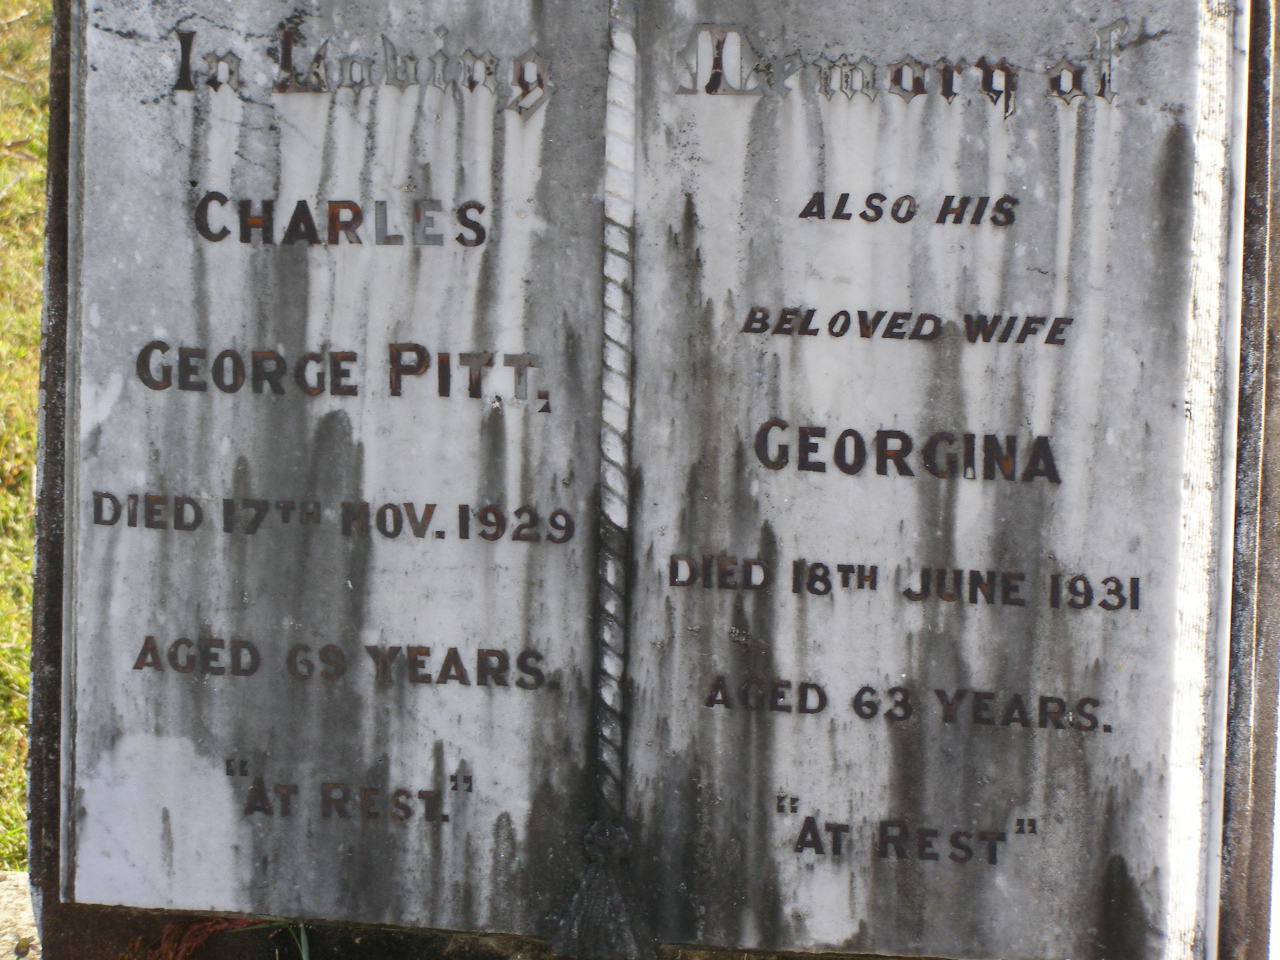 In Loving Memory of
CHARLES
GEORGE PITT.
DIED 17TH NOV. 1929
AGED 69 YEARS.
"AT REST."
ALSO HIS
BELOVED WIFE
GEORGINA
DIED 18TH JUNE 1931
AGED 63 YEARS.
"AT REST"